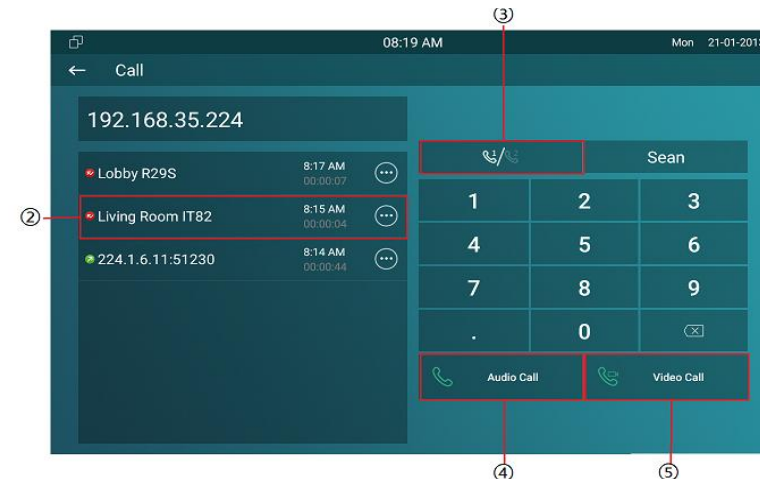 ③
08:19 AM
Mon 21-01-2013
← Call
192.168.35.224
Lobby R29S 8:17 AM
00:00:07
② Living Room IT82 8:15 AM
00:00:04
224.1.6.11:51230 8:14 AM
00:00:44
1/2 Sean
1 2 3
4 5 6
7 8 9
. 0
Audio Call Video Call
④ ⑤